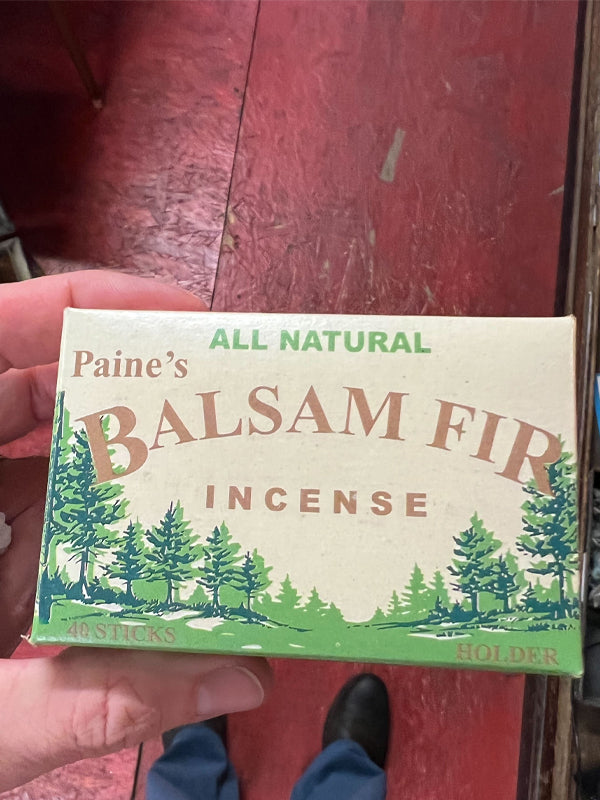 ALL NATURAL
Paine's
BALSAM FIR
INCENSE
40 STICKS
HOLDER